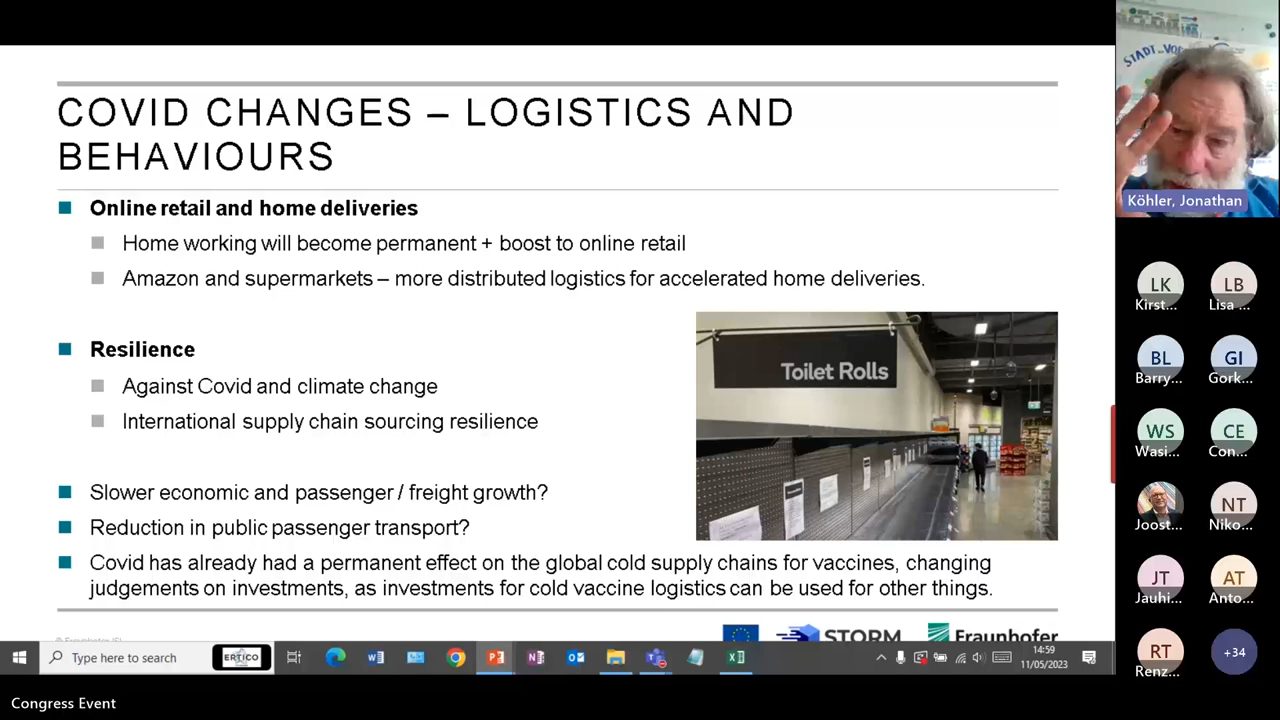 COVID CHANGES – LOGISTICS AND
BEHAVIOURS
Online retail and home deliveries
Home working will become permanent + boost to online retail
Amazon and supermarkets – more distributed logistics for accelerated home deliveries.
Resilience
Against Covid and climate change
International supply chain sourcing resilience
Toilet Rolls
Slower economic and passenger / freight growth?
Reduction in public passenger transport?
Covid has already had a permanent effect on the global cold supply chains for vaccines, changing
judgements on investments, as investments for cold vaccine logistics can be used for other things.
© Fraunhofer ISI
STORM
Fraunhofer
Type here to search
ERTICO
14:59
11/05/2023
STADT
Köhler, Jonathan
LK
LB
Kirst...
Lisa ...
BL
GI
Barry...
Gork...
WS
CE
Wasi...
Con...
NT
Joost...
Niko...
JT
AT
Jauhi...
Anto...
RT
+34
Renz...
Congress Event